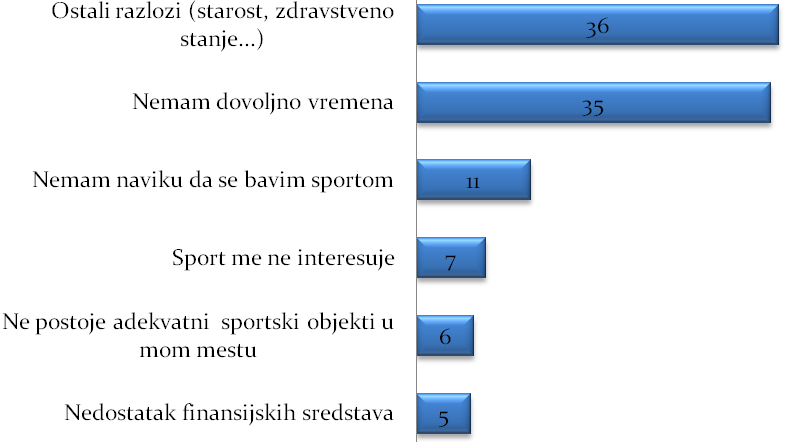 Ostali razlozi (starost, zdravstveno
stanje...)
36
Nemam dovoljno vremena
35
Nemam naviku da se bavim sportom
11
Sport me ne interesuje
7
Ne postoje adekvatni  sportski objekti u
mom mestu
6
Nedostatak finansijskih sredstava
5